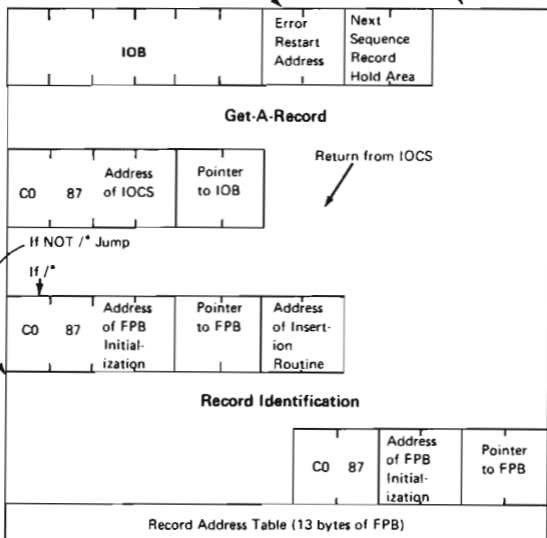 IOB
Error
Restart
Address
Next
Sequence
Record
Hold Area
Get-A-Record
C0 87
Address
of IOCS
Pointer
to IOB
Return from IOCS
If NOT /* Jump
If /*
C0 87
Address
of FPB
Initial-
ization
Pointer
to FPB
Address
of Insert-
ion
Routine
Record Identification
C0 87
Address
of FPB
Initial-
ization
Pointer
to FPB
Record Address Table (13 bytes of FPB)